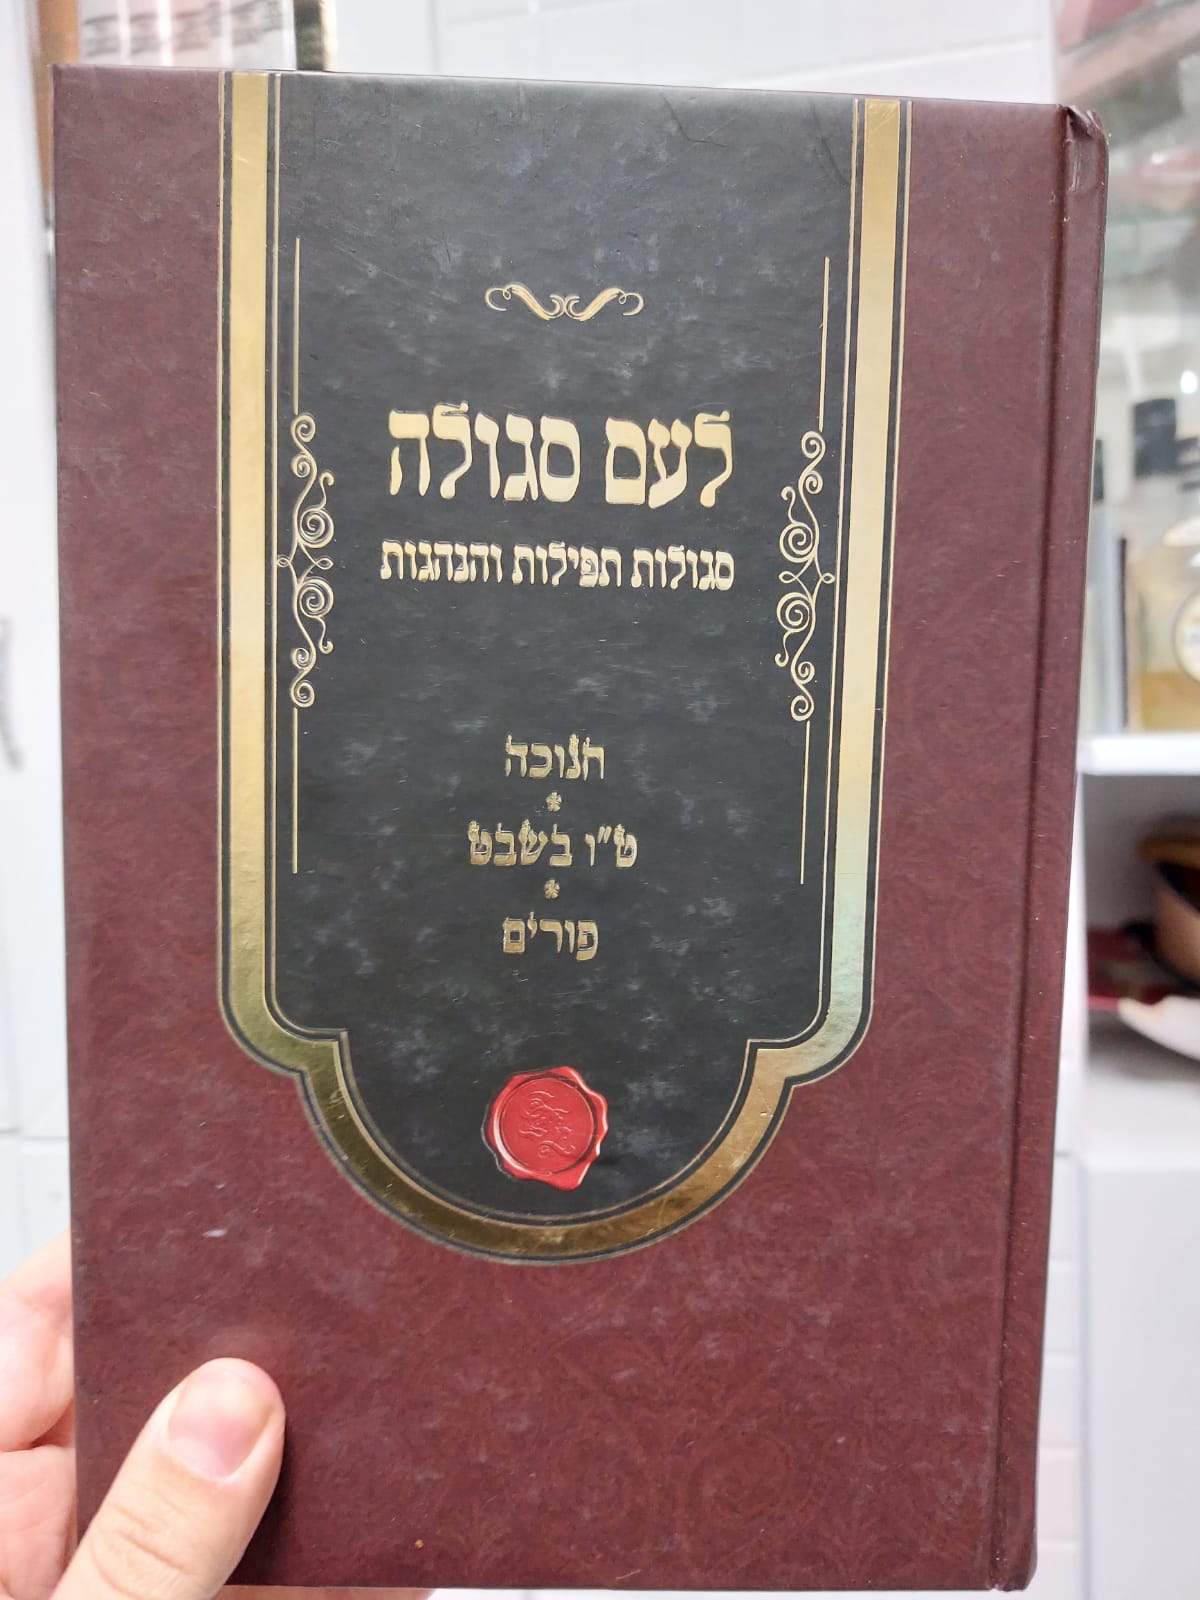 לעם סגולה
סגולות תפילות והנהגות
חנוכה
ט"ו בשבט
פורים